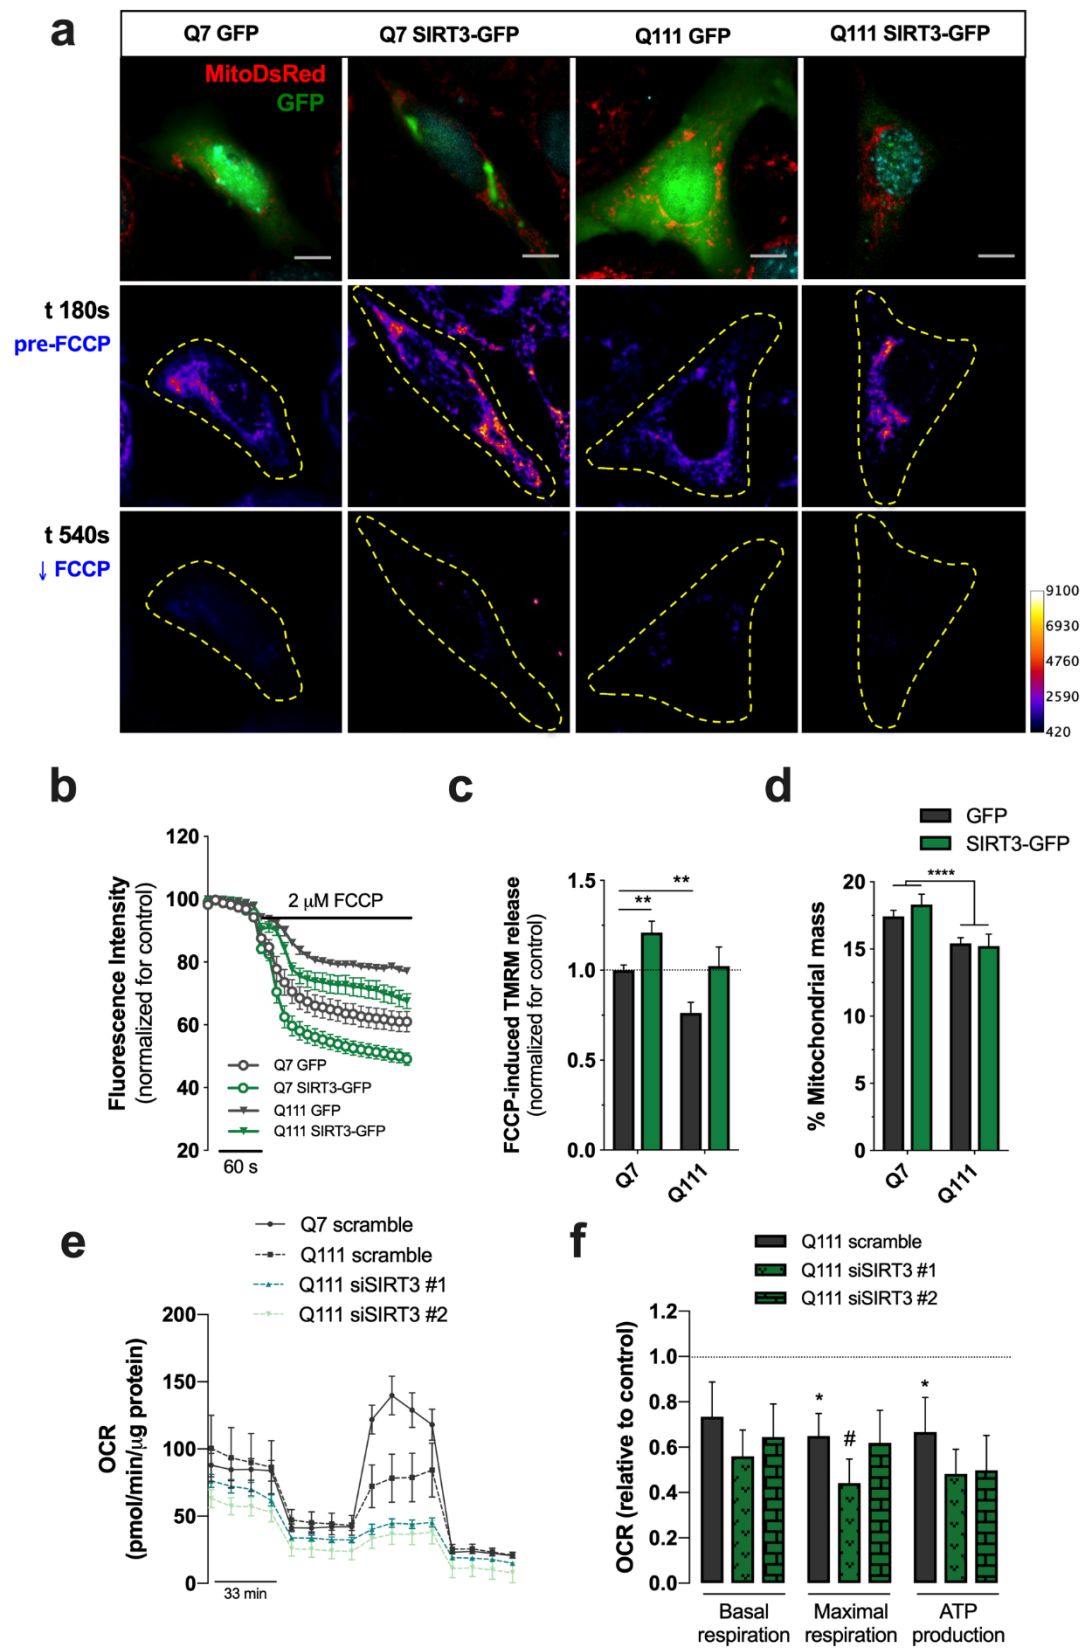 a
Q7 GFP
Q7 SIRT3-GFP
Q111 GFP
Q111 SIRT3-GFP
MitoDsRed
GFP
t 180s
pre-FCCP
t 540s
↓ FCCP
9100
6930
4760
2590
420
b
Fluorescence Intensity
(normalized for control)
120
100
80
60
40
20
2 μM FCCP
Q7 GFP
Q7 SIRT3-GFP
Q111 GFP
Q111 SIRT3-GFP
60 s
c
FCCP-induced TMRM release
(normalized for control)
1.5
1.0
0.5
0.0
**
**
Q7
Q111
d
GFP
SIRT3-GFP
% Mitochondrial mass
20
15
10
5
0
****
Q7
Q111
e
Q7 scramble
Q111 scramble
Q111 siSIRT3 #1
Q111 siSIRT3 #2
OCR
(pmol/min/μg protein)
200
150
100
50
0
33 min
f
Q111 scramble
Q111 siSIRT3 #1
Q111 siSIRT3 #2
OCR (relative to control)
1.2
1.0
0.8
0.6
0.4
0.2
0.0
*
#
*
Basal
respiration
Maximal
respiration
ATP
production